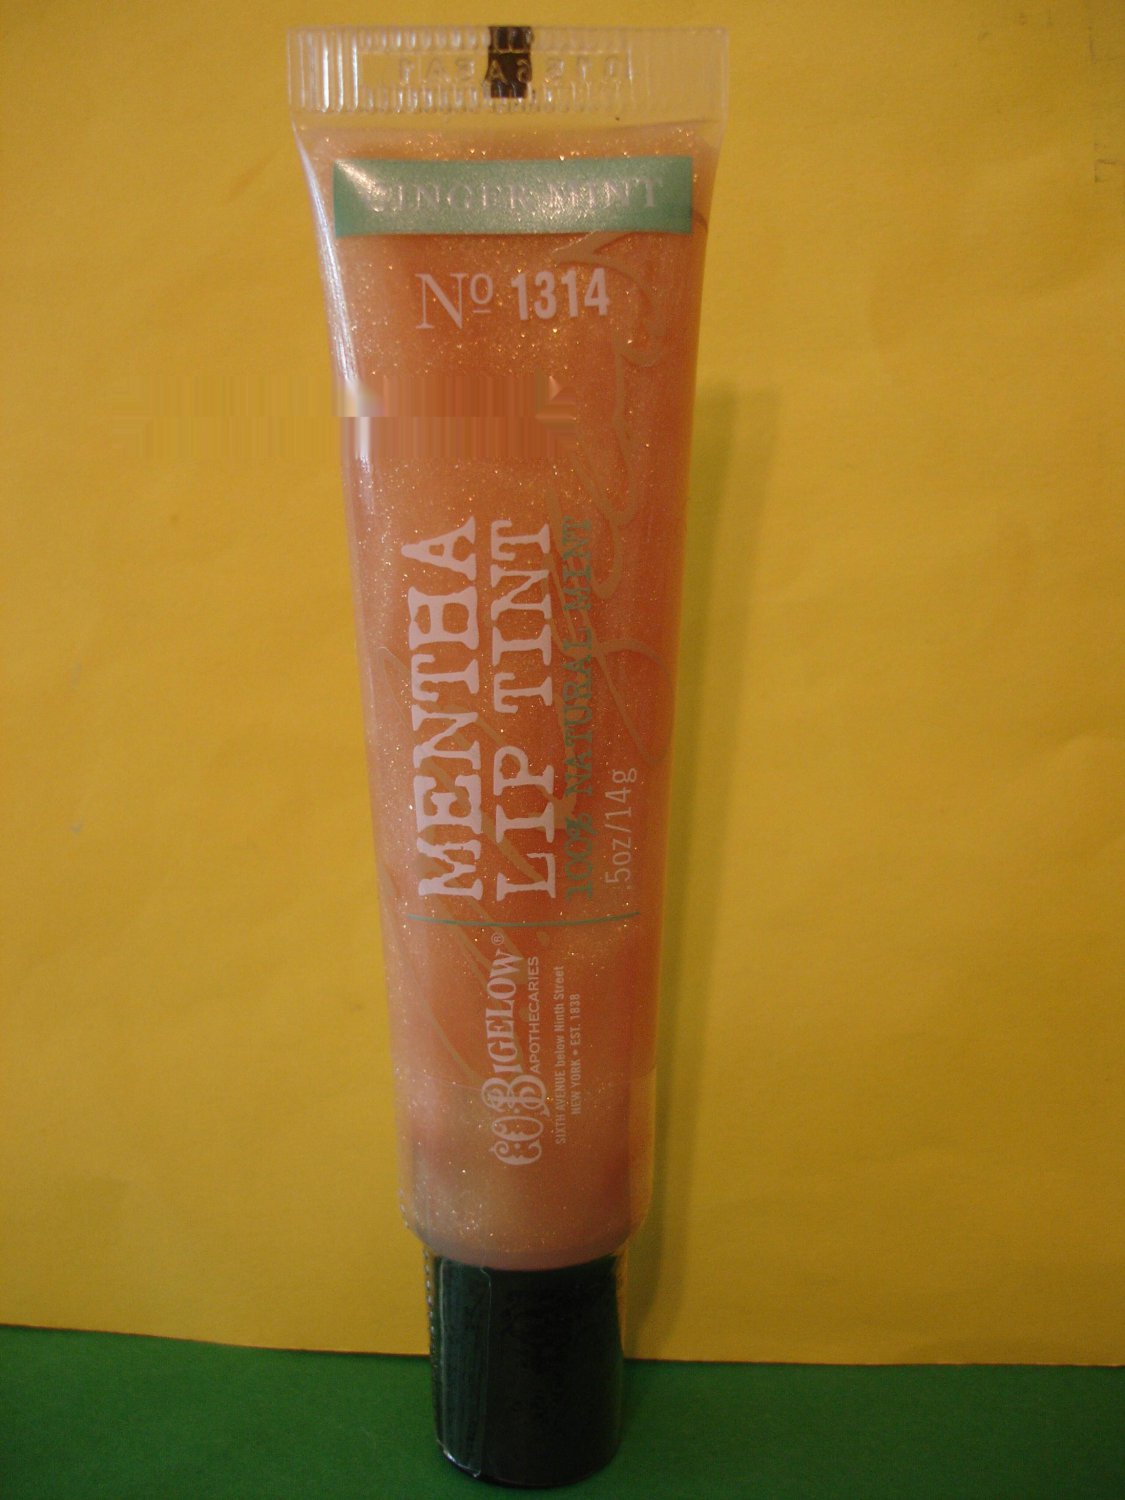 GINGER MINT
Nº 1314
MENTHA
LIP TINT
100% NATURAL MINT
.5oz/14g
C.O. BIGELOW®
APOTHECARIES
SIXTH AVENUE below Ninth Street
NEW YORK • EST. 1838